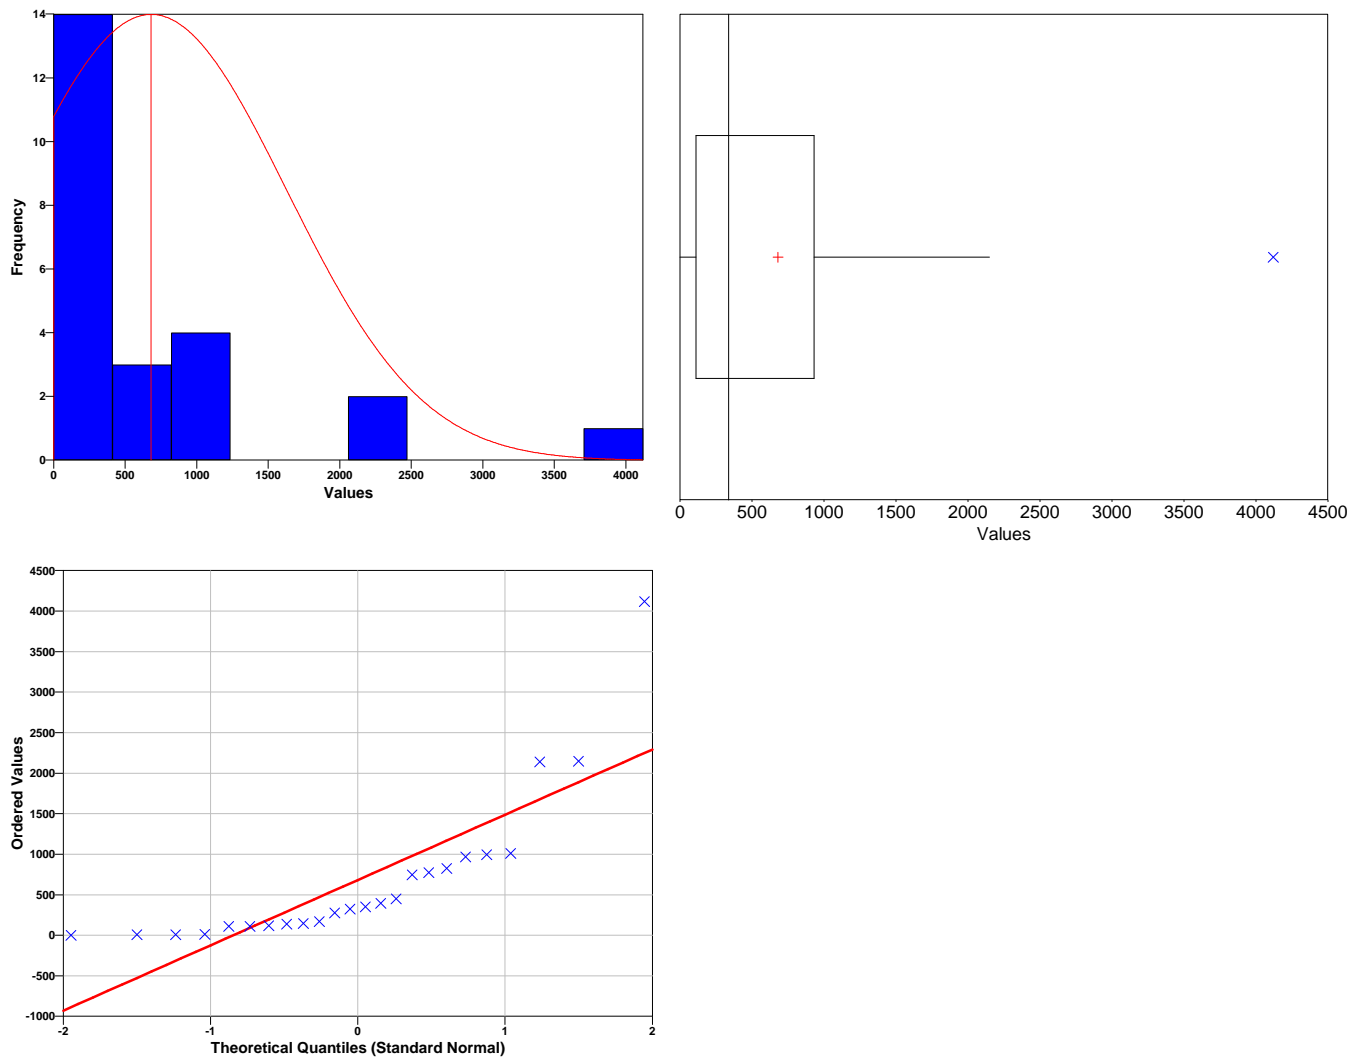 14
12
10
8
6
4
2
0
Frequency
0 500 1000 1500 2000 2500 3000 3500 4000
Values
0 500 1000 1500 2000 2500 3000 3500 4000 4500
Values
4500
4000
3500
3000
2500
2000
1500
1000
500
0
-500
-1000
Ordered Values
-2 -1 0 1 2
Theoretical Quantiles (Standard Normal)